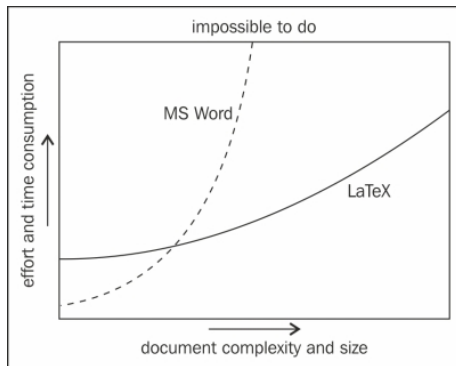 impossible to do
MS Word
LaTeX
effort and time consumption
document complexity and size